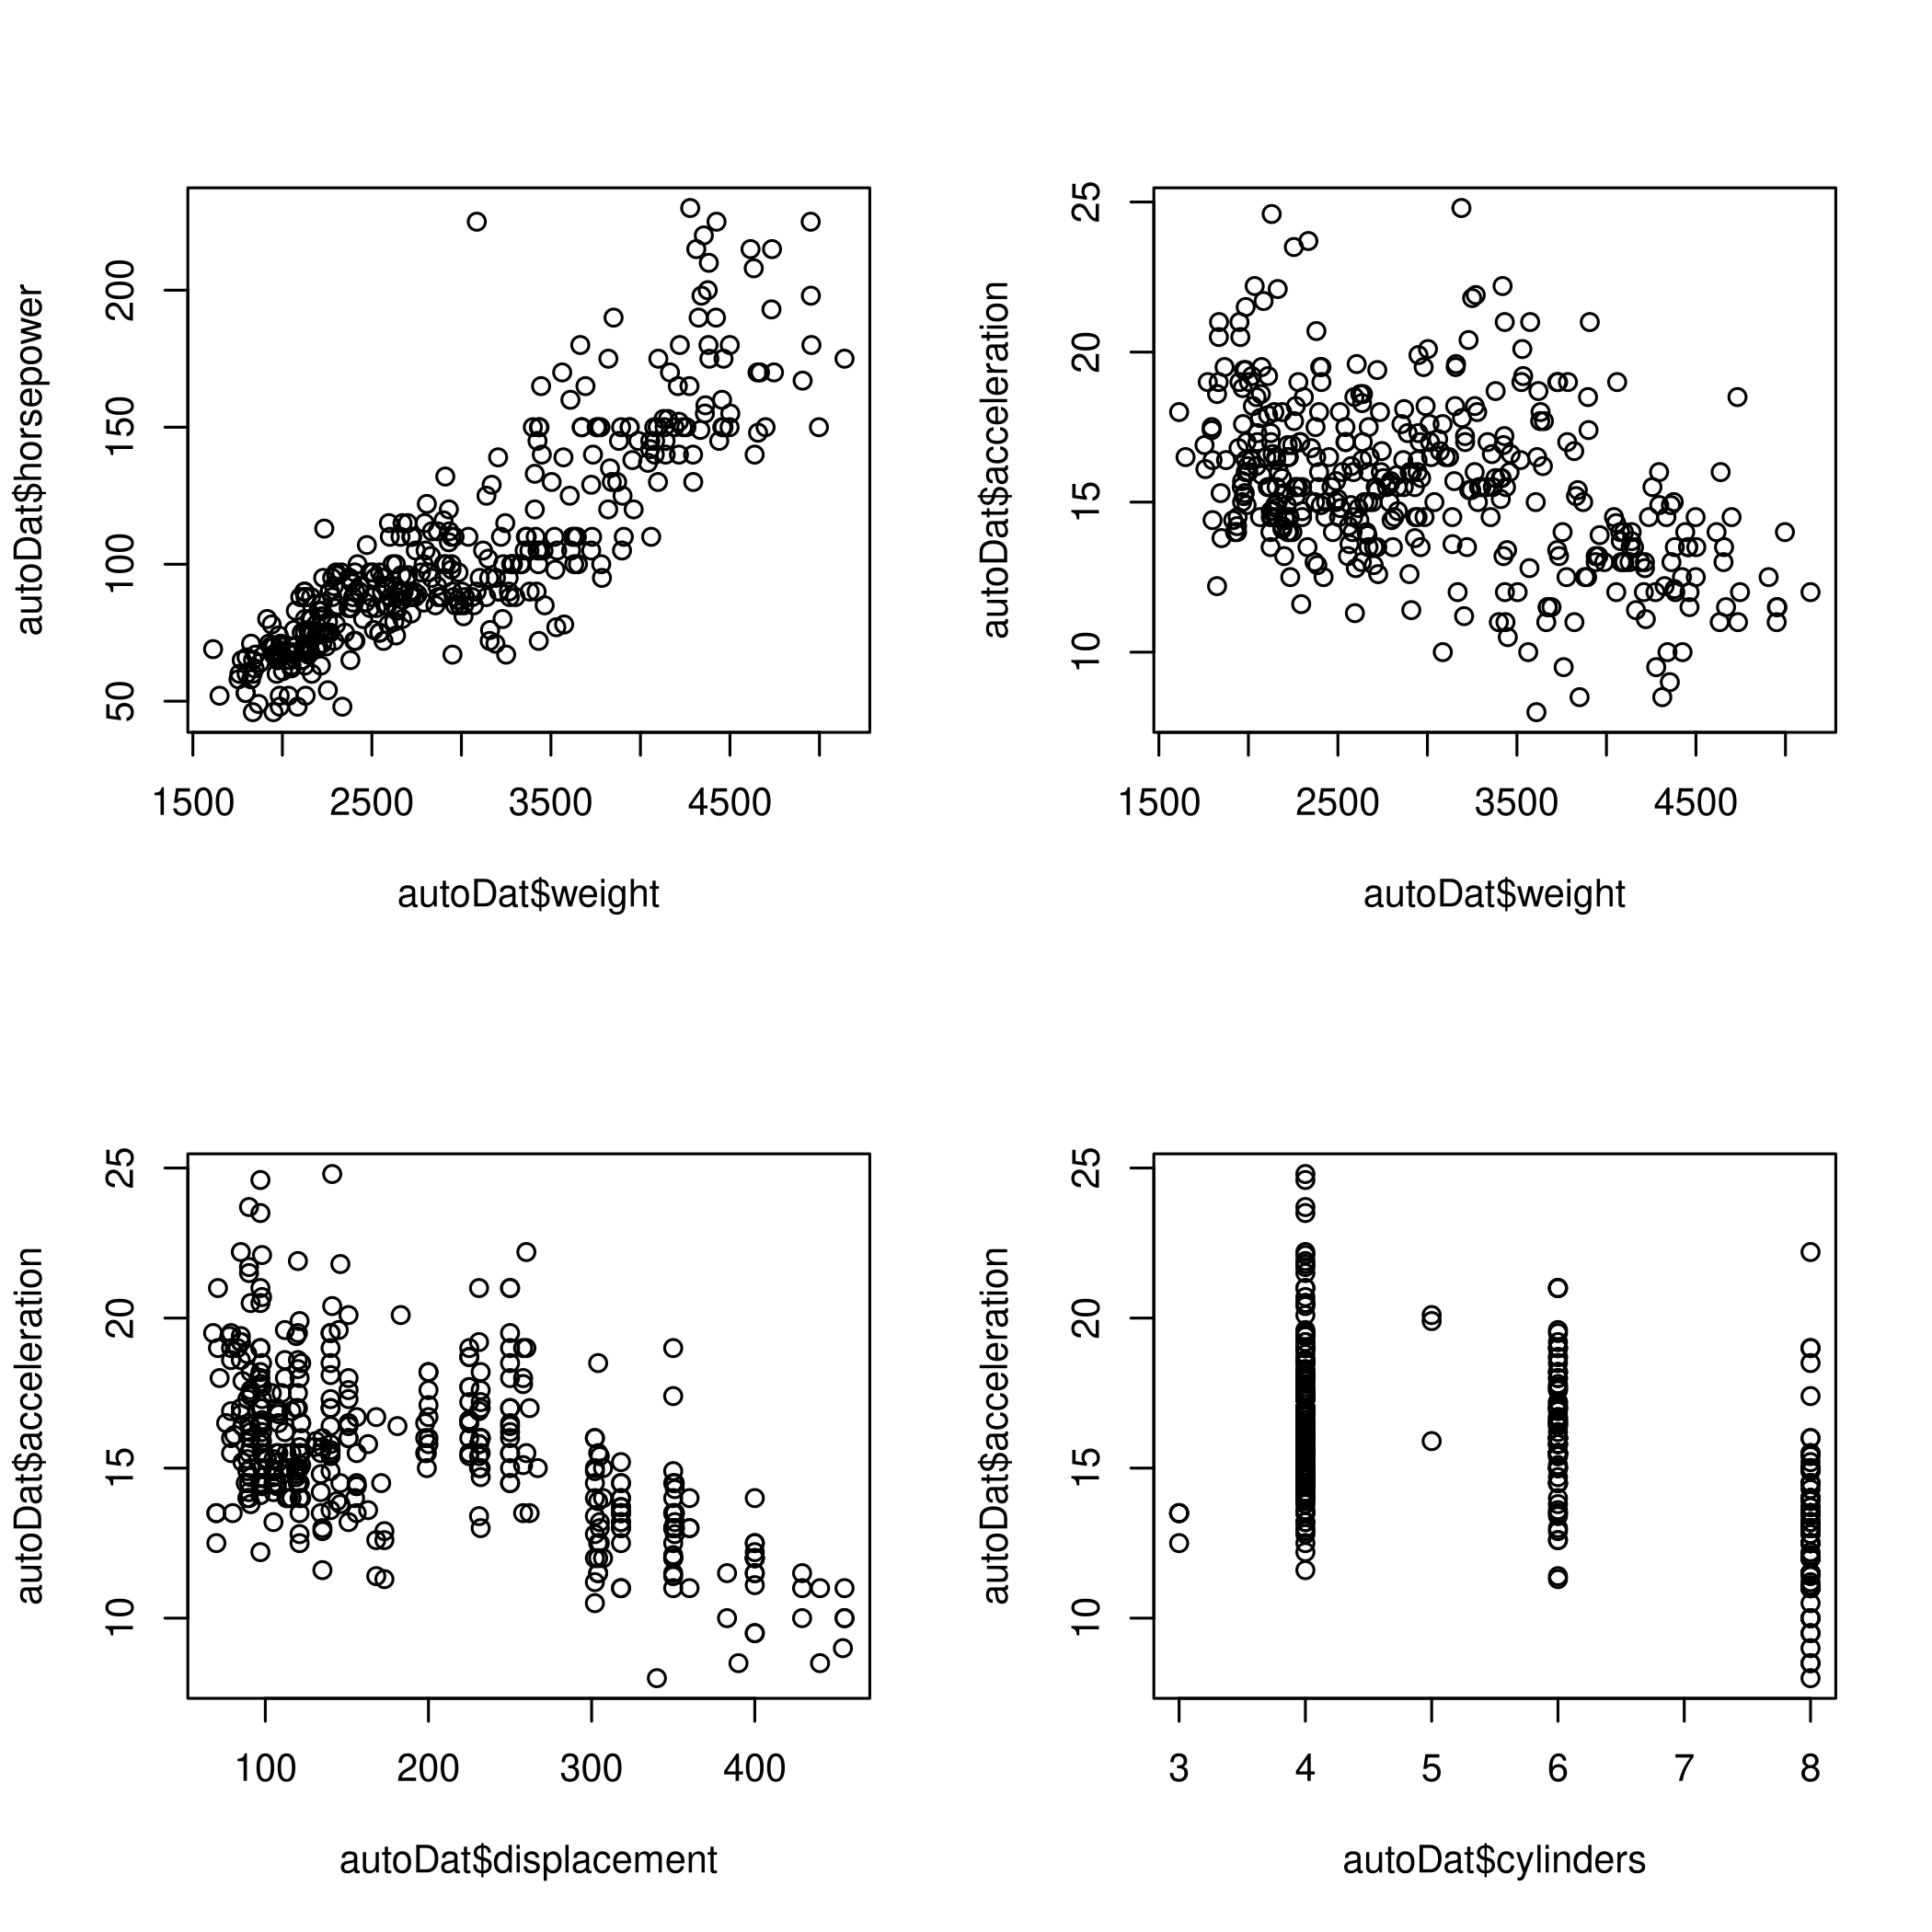 autoDat$horsepower
200
150
100
50
1500 2500 3500 4500
autoDat$weight
autoDat$acceleration
25
20
15
10
1500 2500 3500 4500
autoDat$weight
autoDat$acceleration
25
20
15
10
100 200 300 400
autoDat$displacement
autoDat$acceleration
25
20
15
10
3 4 5 6 7 8
autoDat$cylinders